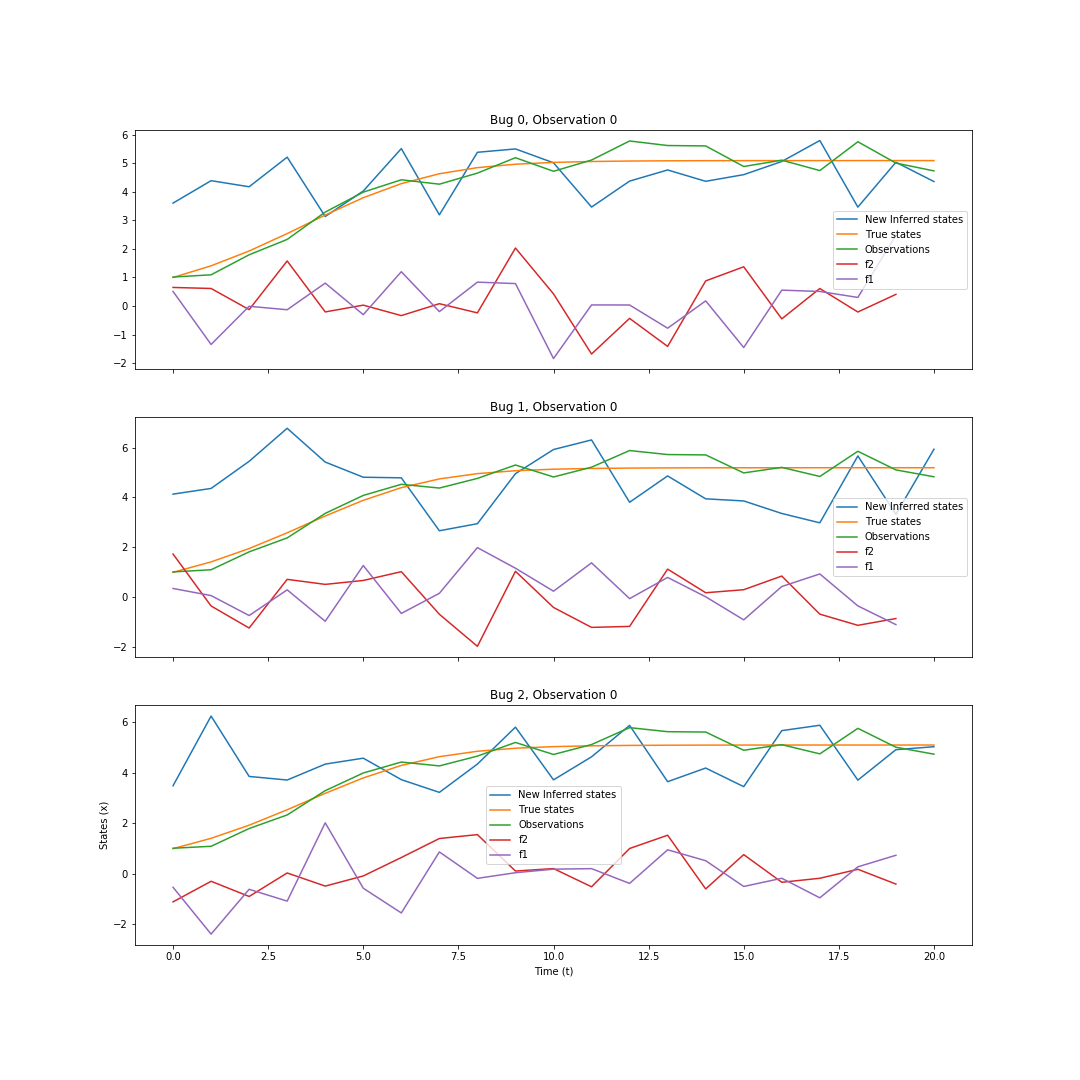 Bug 0, Observation 0
6
5
4
3
2
1
0
−1
−2
New Inferred states
True states
Observations
f2
f1
Bug 1, Observation 0
6
4
2
0
−2
New Inferred states
True states
Observations
f2
f1
Bug 2, Observation 0
6
4
2
0
−2
States (x)
New Inferred states
True states
Observations
f2
f1
0.0 2.5 5.0 7.5 10.0 12.5 15.0 17.5 20.0
Time (t)